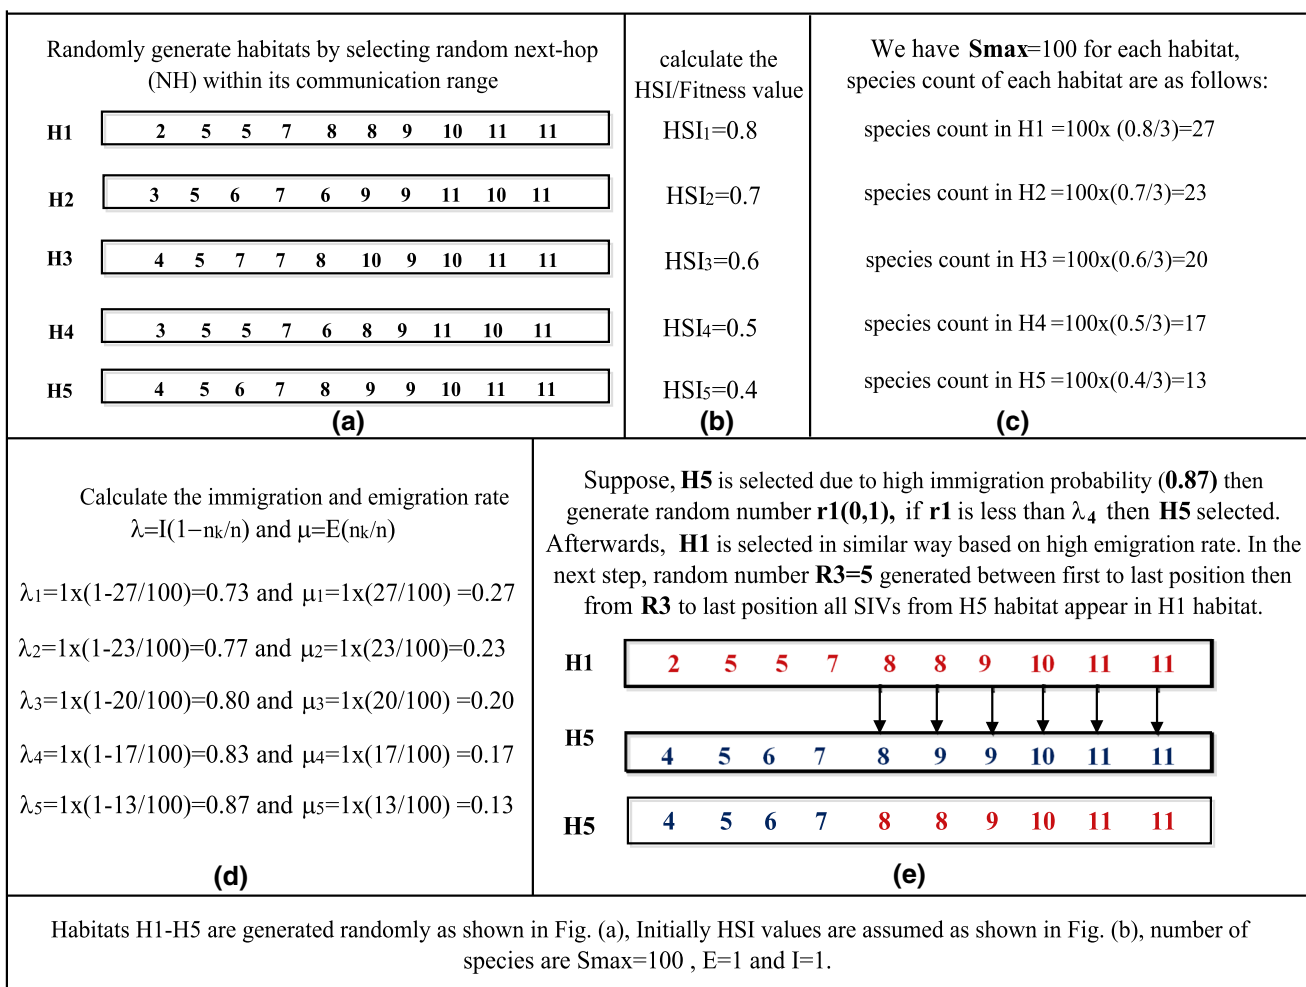 Randomly generate habitats by selecting random next-hop
(NH) within its communication range
H1 2 5 5 7 8 8 9 10 11 11
H2 3 5 6 7 6 9 9 11 10 11
H3 4 5 7 7 8 10 9 10 11 11
H4 3 5 5 7 6 8 9 11 10 11
H5 4 5 6 7 8 9 9 10 11 11
(a)
calculate the
HSI/Fitness value
HSI1=0.8
HSI2=0.7
HSI3=0.6
HSI4=0.5
HSI5=0.4
(b)
We have Smax=100 for each habitat,
species count of each habitat are as follows:
species count in H1 =100x (0.8/3)=27
species count in H2 =100x(0.7/3)=23
species count in H3 =100x(0.6/3)=20
species count in H4 =100x(0.5/3)=17
species count in H5 =100x(0.4/3)=13
(c)
Calculate the immigration and emigration rate
λ=I(1−nk/n) and μ=E(nk/n)
λ1=1x(1-27/100)=0.73 and μ1=1x(27/100) =0.27
λ2=1x(1-23/100)=0.77 and μ2=1x(23/100)=0.23
λ3=1x(1-20/100)=0.80 and μ3=1x(20/100) =0.20
λ4=1x(1-17/100)=0.83 and μ4=1x(17/100) =0.17
λ5=1x(1-13/100)=0.87 and μ5=1x(13/100) =0.13
(d)
Suppose, H5 is selected due to high immigration probability (0.87) then
generate random number r1(0,1), if r1 is less than λ4 then H5 selected.
Afterwards, H1 is selected in similar way based on high emigration rate. In the
next step, random number R3=5 generated between first to last position then
from R3 to last position all SIVs from H5 habitat appear in H1 habitat.
H1 2 5 5 7 8 8 9 10 11 11
H5 4 5 6 7 8 9 9 10 11 11
H5 4 5 6 7 8 8 9 10 11 11
(e)
Habitats H1-H5 are generated randomly as shown in Fig. (a), Initially HSI values are assumed as shown in Fig. (b), number of
species are Smax=100 , E=1 and I=1.